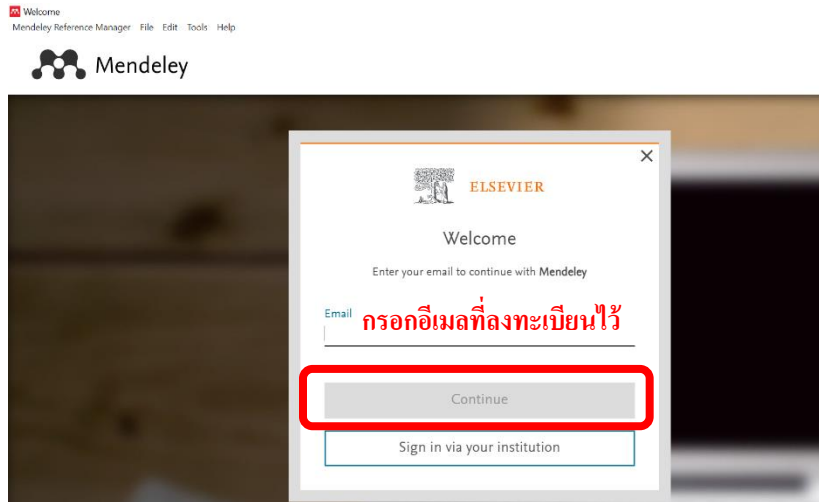 Welcome
Mendeley Reference Manager File Edit Tools Help
Mendeley
ELSEVIER
Welcome
Enter your email to continue with Mendeley
Email
กรอกอีเมลที่ลงทะเบียนไว้
Continue
Sign in via your institution